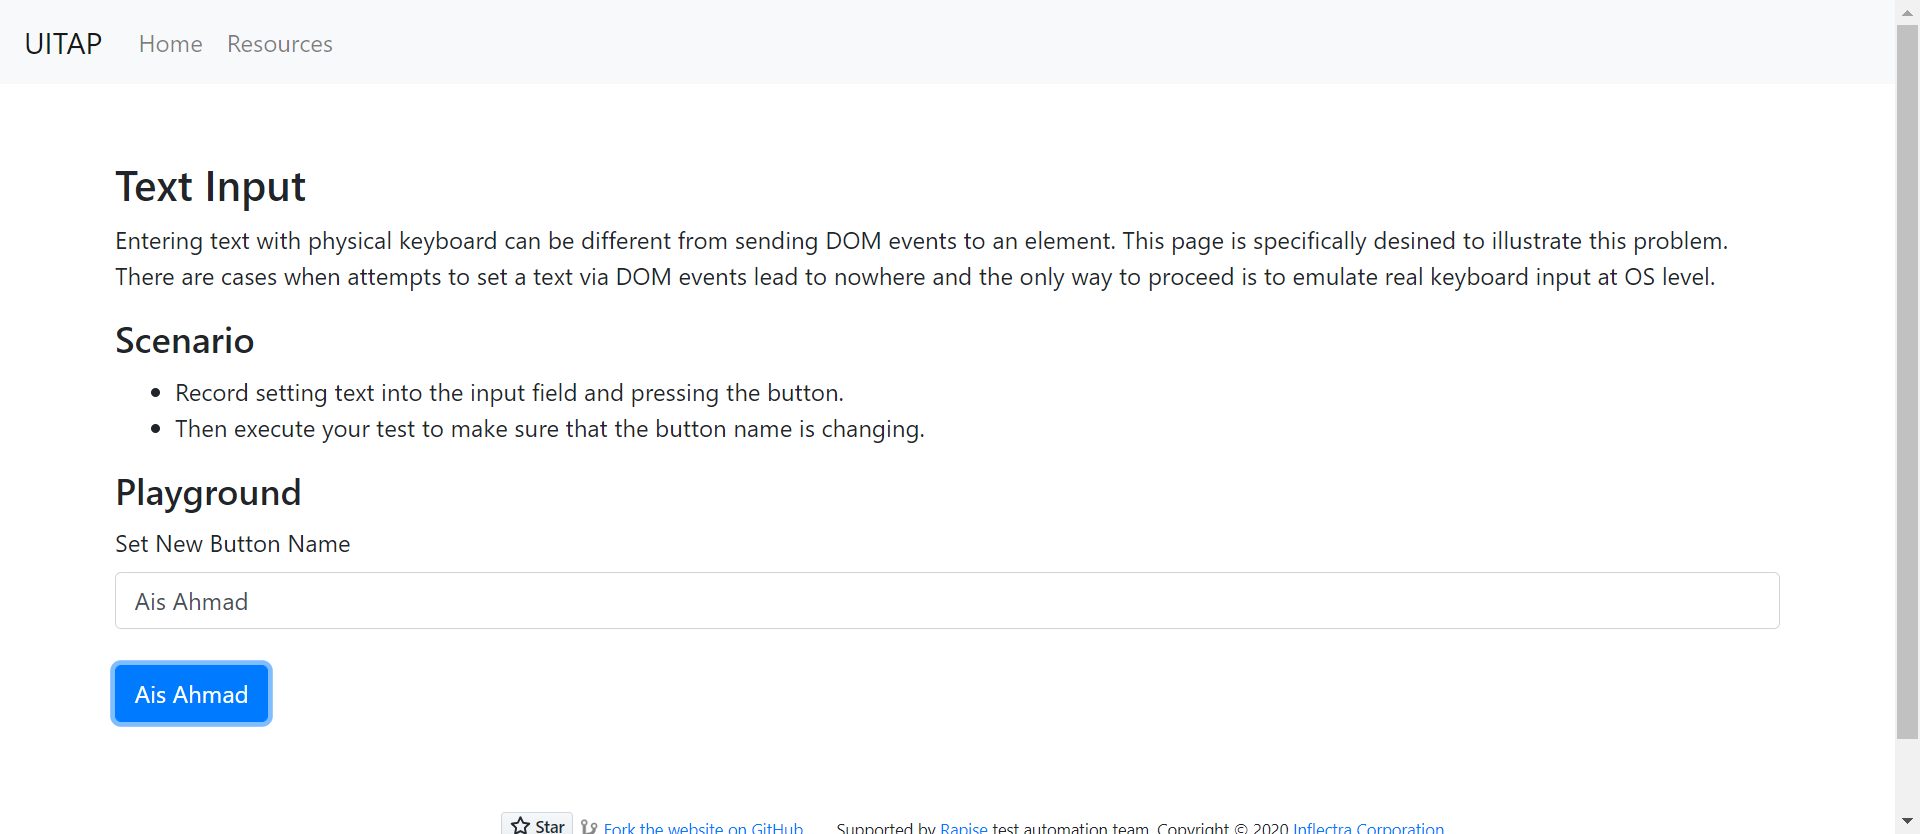 UITAP Home Resources
Text Input
Entering text with physical keyboard can be different from sending DOM events to an element. This page is specifically desined to illustrate this problem.
There are cases when attempts to set a text via DOM events lead to nowhere and the only way to proceed is to emulate real keyboard input at OS level.
Scenario
Record setting text into the input field and pressing the button.
Then execute your test to make sure that the button name is changing.
Playground
Set New Button Name
Ais Ahmad
Ais Ahmad
Star Fork the website on GitHub Supported by Rapise test automation team. Copyright © 2020 Inflectra Corporation